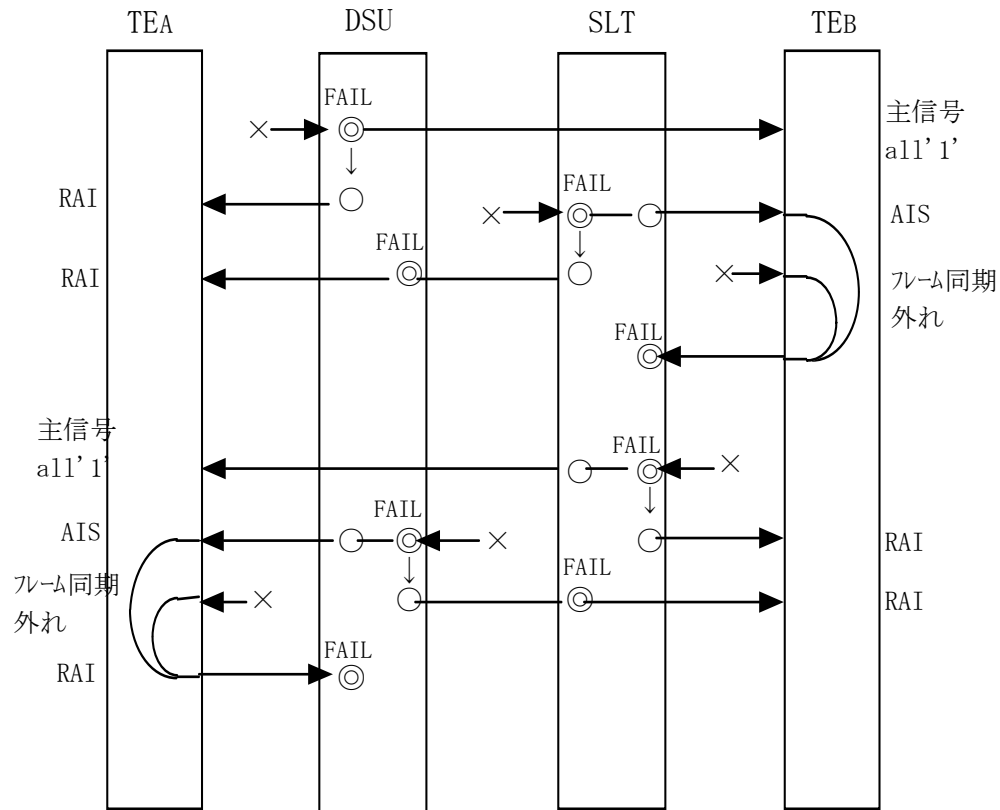 TEA DSU SLT TEB
FAIL
主信号
all'1'
×
RAI
FAIL
×
AIS
FAIL
RAI
×
フレーム同期
外れ
FAIL
主信号
all'1'
FAIL
×
AIS
FAIL
×
RAI
フレーム同期
外れ
×
FAIL
RAI
RAI
FAIL